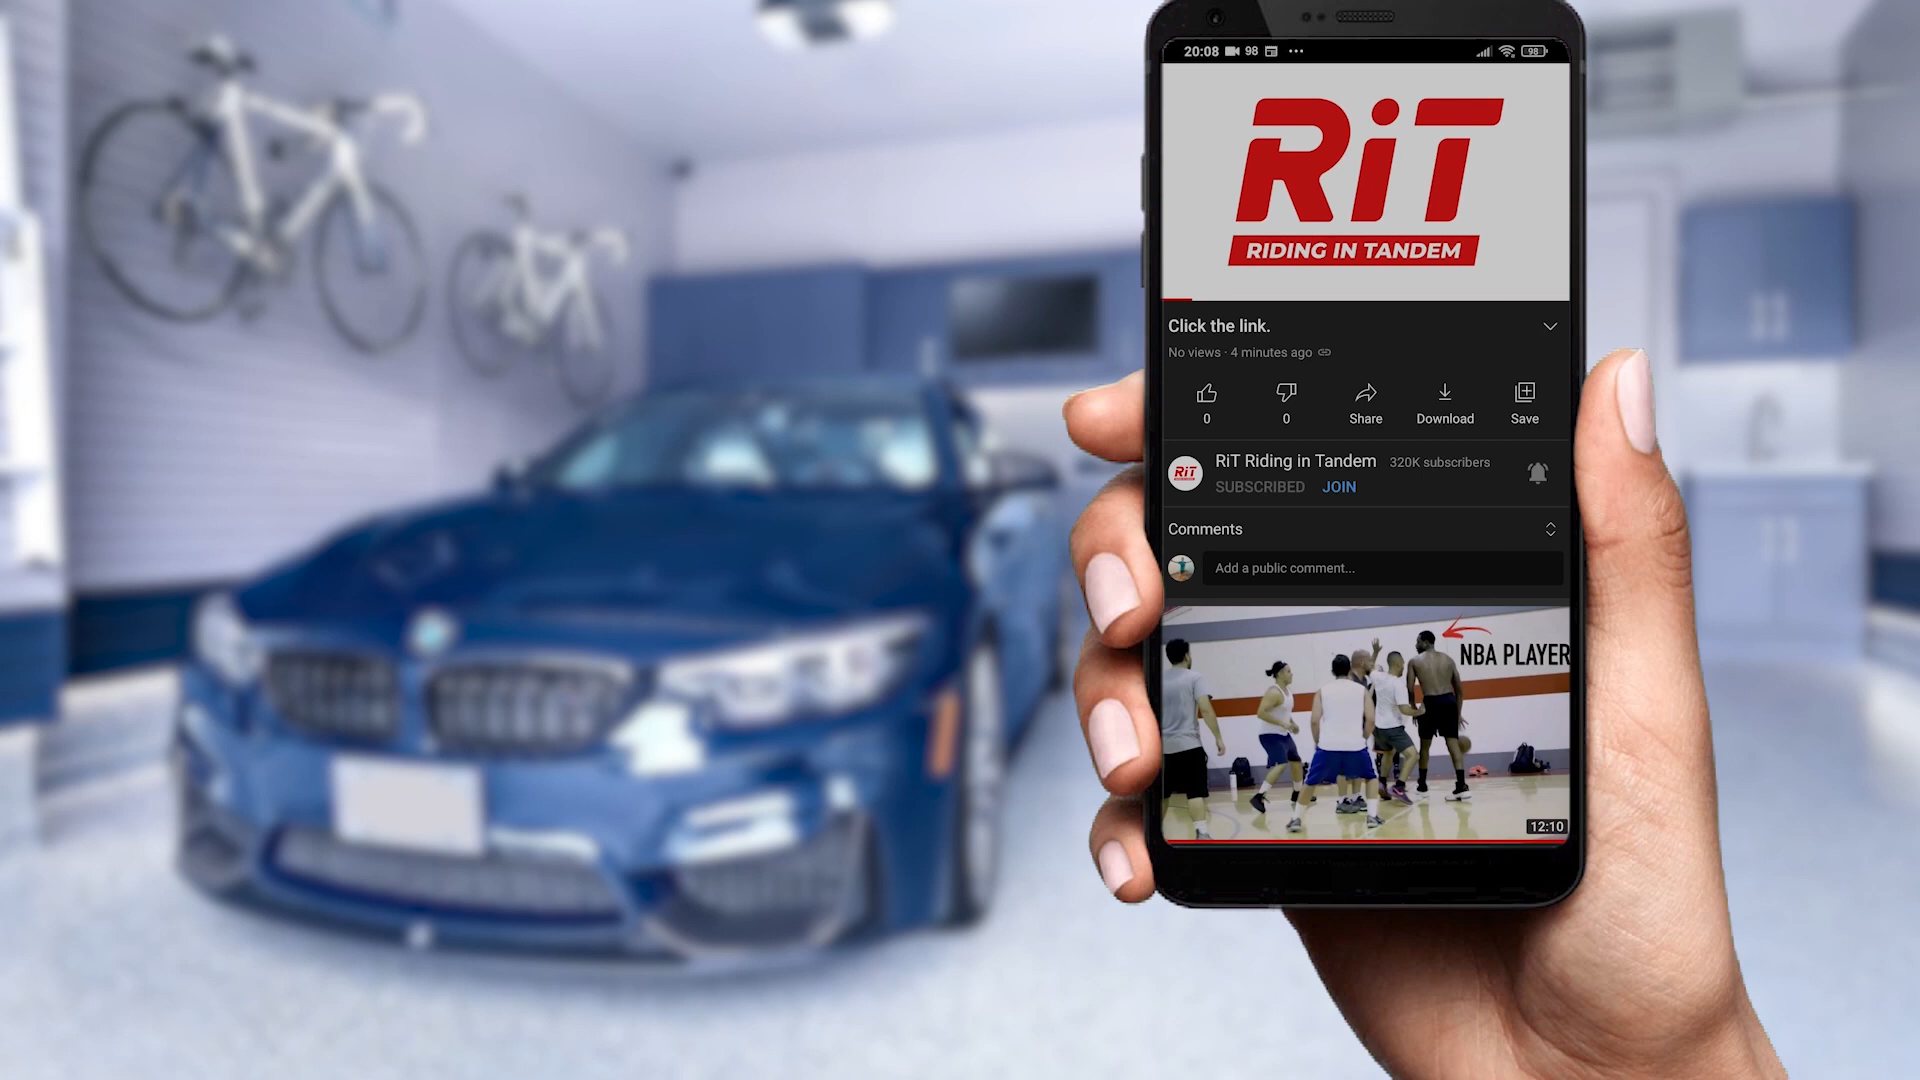 20:08 98 98
RiT
RIDING IN TANDEM
Click the link.
No views · 4 minutes ago
0 0 Share Download Save
RiT RiT Riding in Tandem 320K subscribers
SUBSCRIBED JOIN
Comments
Add a public comment...
NBA PLAYER
12:10